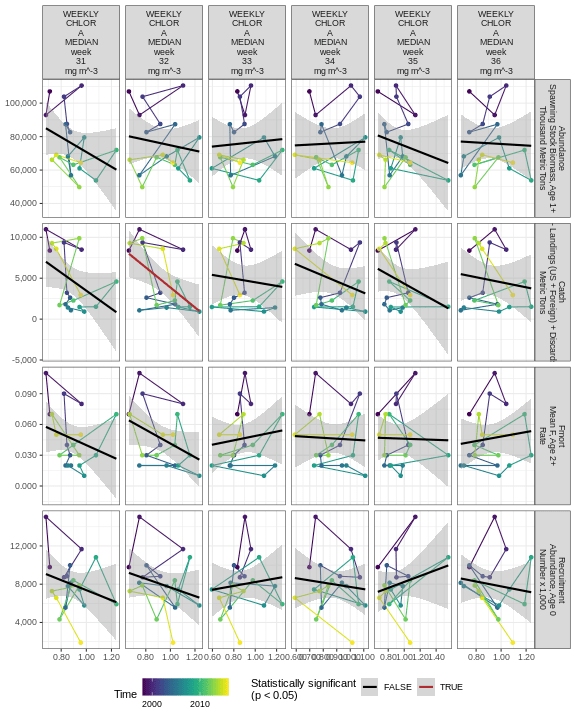 WEEKLY WEEKLY WEEKLY WEEKLY WEEKLY WEEKLY
CHLOR CHLOR CHLOR CHLOR CHLOR CHLOR
A A A A A A
MEDIAN MEDIAN MEDIAN MEDIAN MEDIAN MEDIAN
week week week week week week
31 32 33 34 35 36
mg m^-3 mg m^-3 mg m^-3 mg m^-3 mg m^-3 mg m^-3
100,000
80,000
60,000
40,000
Abundance
Spawning Stock Biomass, Age 1+
Thousand Metric Tons
10,000
5,000
0
-5,000
Catch
- Landings (US + Foreign) + Discard
Metric Tons
0.090
0.060
0.030
0.000
Fmort
Mean F, Age 2+
Rate
12,000
8,000
4,000
Recruitment
Abundance, Age 0
Number x 1,000
0.80 1.00 1.20
0.80 1.00 1.20
0.80 1.00 1.20
1.00
1.20 1.40
0.80 1.00 1.20
Time
2000 2010
Statistically significant
(p < 0.05)
FALSE TRUE